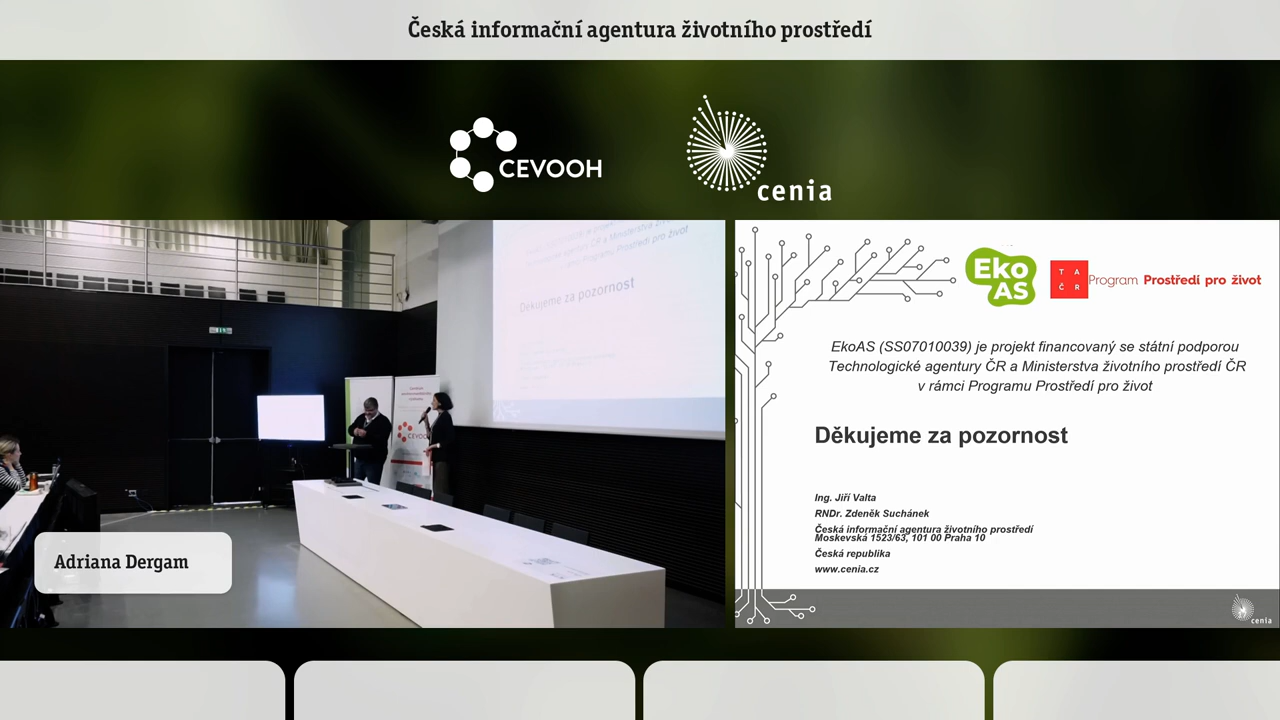 Česká informační agentura životního prostředí
CEVOOH
cenia
Děkujeme za pozornost
CEVOOH
Adriana Dergam
Eko
AS
T A
Č R
Program Prostředí pro život
EkoAS (SS07010039) je projekt financovaný se státní podporou
Technologické agentury ČR a Ministerstva životního prostředí ČR
v rámci Programu Prostředí pro život
Děkujeme za pozornost
Ing. Jiří Valta
RNDr. Zdeněk Suchánek
Česká informační agentura životního prostředí
Moskevská 1523/63, 101 00 Praha 10
Česká republika
www.cenia.cz
cenia